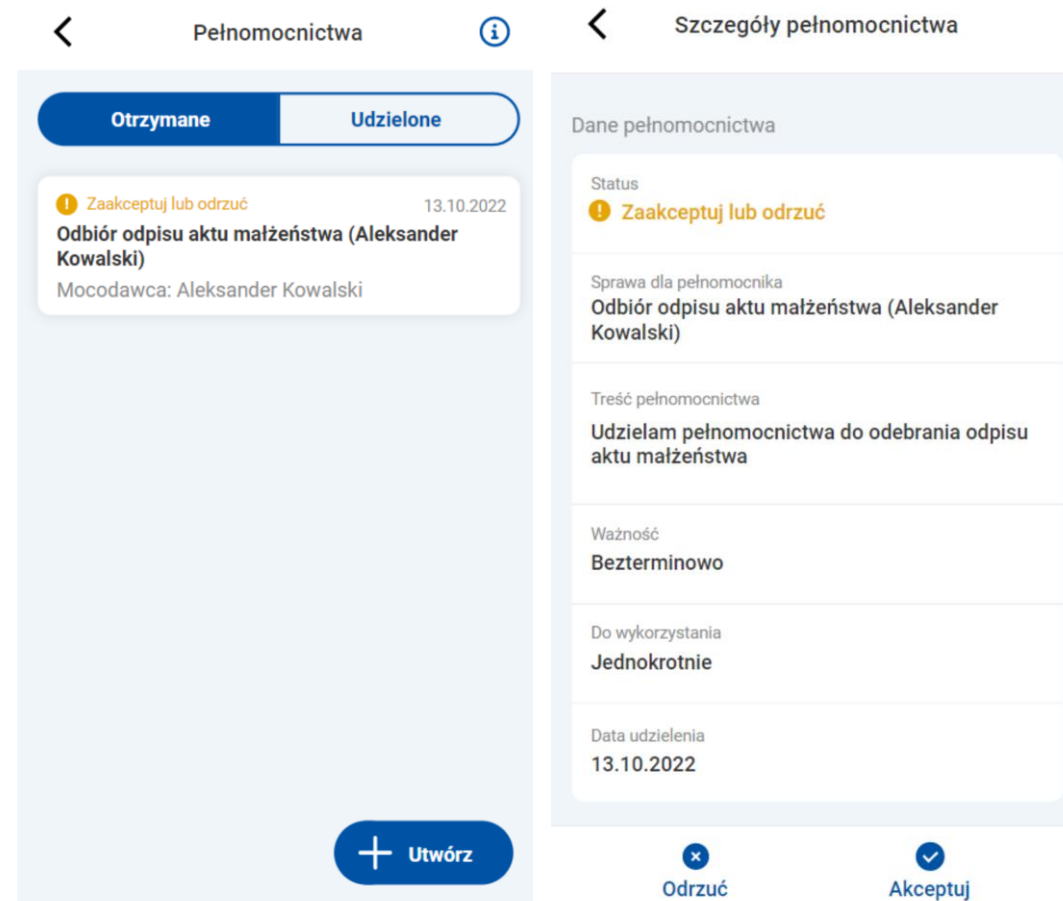 Pełnomocnictwa
Otrzymane
Udzielone
Zaakceptuj lub odrzuć
13.10.2022
Odbiór odpisu aktu małżeństwa (Aleksander
Kowalski)
Mocodawca: Aleksander Kowalski
Utwórz
Szczegóły pełnomocnictwa
Dane pełnomocnictwa
Status
Zaakceptuj lub odrzuć
Sprawa dla pełnomocnika
Odbiór odpisu aktu małżeństwa (Aleksander
Kowalski)
Treść pełnomocnictwa
Udzielam pełnomocnictwa do odebrania odpisu
aktu małżeństwa
Ważność
Bezterminowo
Do wykorzystania
Jednokrotnie
Data udzielenia
13.10.2022
Odrzuć
Akceptuj